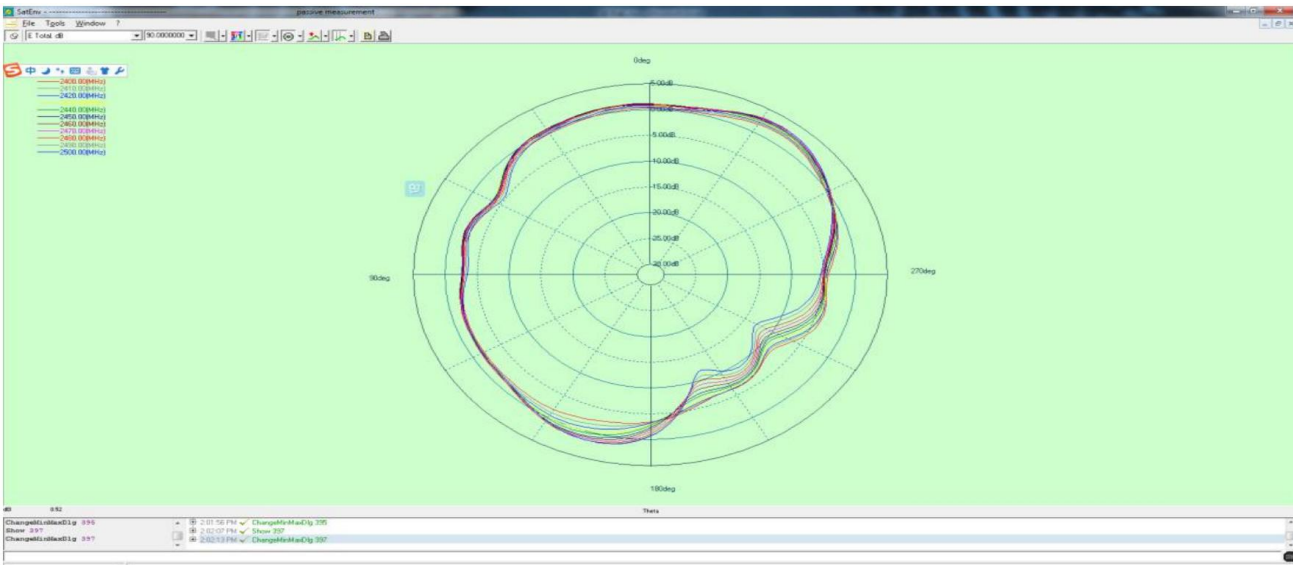 SatEnv - 
passive measurement
File Tools Window ?
E Total, dB
90.0000000
中
2400.00(MHz)
2410.00(MHz)
2420.00(MHz)
2440.00(MHz)
2450.00(MHz)
2460.00(MHz)
2470.00(MHz)
2480.00(MHz)
2490.00(MHz)
2500.00(MHz)
0deg
5.00dB
-5.00dB
-10.00dB
-15.00dB
-20.00dB
-25.00dB
-30.00dB
90deg
270deg
180deg
dB 0.52
Theta
ChangeMinMaxDlg 395
Show 397
ChangeMinMaxDlg 397
2:01:56 PM ChangeMinMaxDlg 395
2:02:07 PM Show 397
2:02:13 PM ChangeMinMaxDlg 397